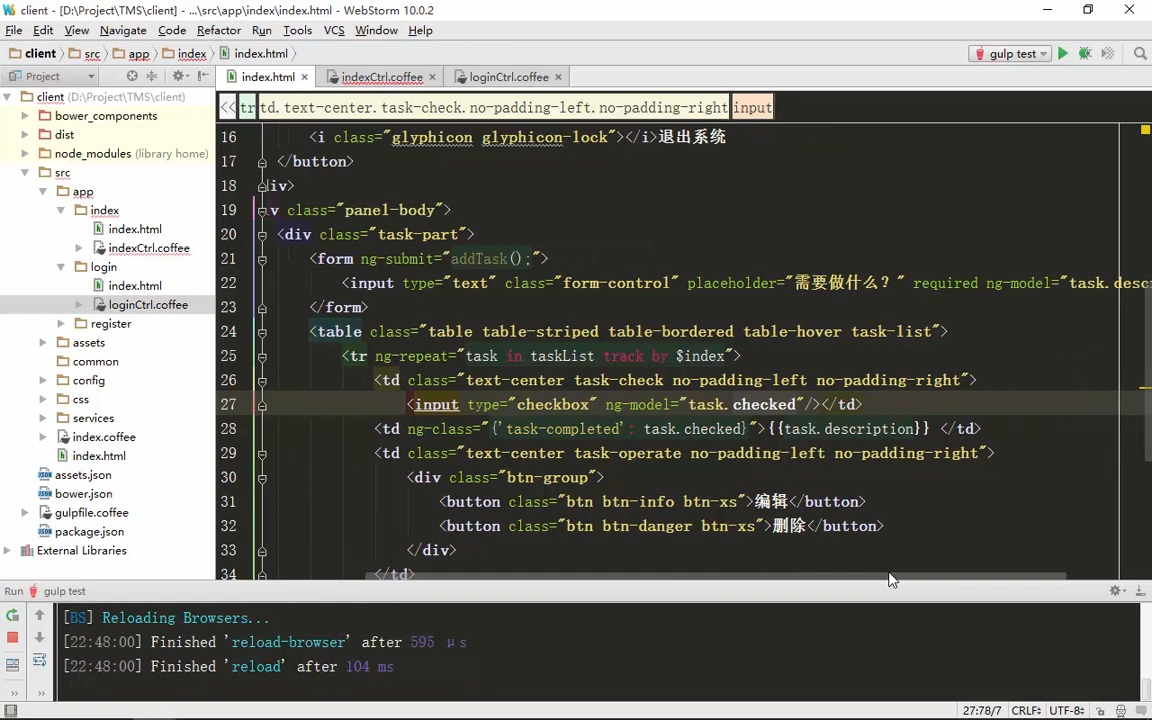 client - [D:\Project\TMS\client] - ...\src\app\index\index.html - WebStorm 10.0.2
File Edit View Navigate Code Refactor Run Tools VCS Window Help
client src app index index.html gulp test
Project index.html indexCtrl.coffee loginCtrl.coffee
client (D:\Project\TMS\client)
bower_components
dist
node_modules (library home)
src
app
index
index.html
indexCtrl.coffee
login
index.html
loginCtrl.coffee
register
assets
common
config
css
services
index.coffee
index.html
assets.json
bower.json
gulpfile.coffee
package.json
External Libraries
<< tr td.text-center.task-check.no-padding-left.no-padding-right input
16 <i class="glyphicon glyphicon-lock"></i>退出系统
17 </button>
18 iv>
19 v class="panel-body">
20 <div class="task-part">
21 <form ng-submit="addTask();">
22 <input type="text" class="form-control" placeholder="需要做什么？" required ng-model="task.descr
23 </form>
24 <table class="table table-striped table-bordered table-hover task-list">
25 <tr ng-repeat="task in taskList track by $index">
26 <td class="text-center task-check no-padding-left no-padding-right">
27 <input type="checkbox" ng-model="task.checked"/></td>
28 <td ng-class="{'task-completed': task.checked}">{{task.description}} </td>
29 <td class="text-center task-operate no-padding-left no-padding-right">
30 <div class="btn-group">
31 <button class="btn btn-info btn-xs">编辑</button>
32 <button class="btn btn-danger btn-xs">删除</button>
33 </div>
34 </td>
Run gulp test
[BS] Reloading Browsers...
[22:48:00] Finished 'reload-browser' after 595 μs
[22:48:00] Finished 'reload' after 104 ms
27:78/7 CRLF UTF-8